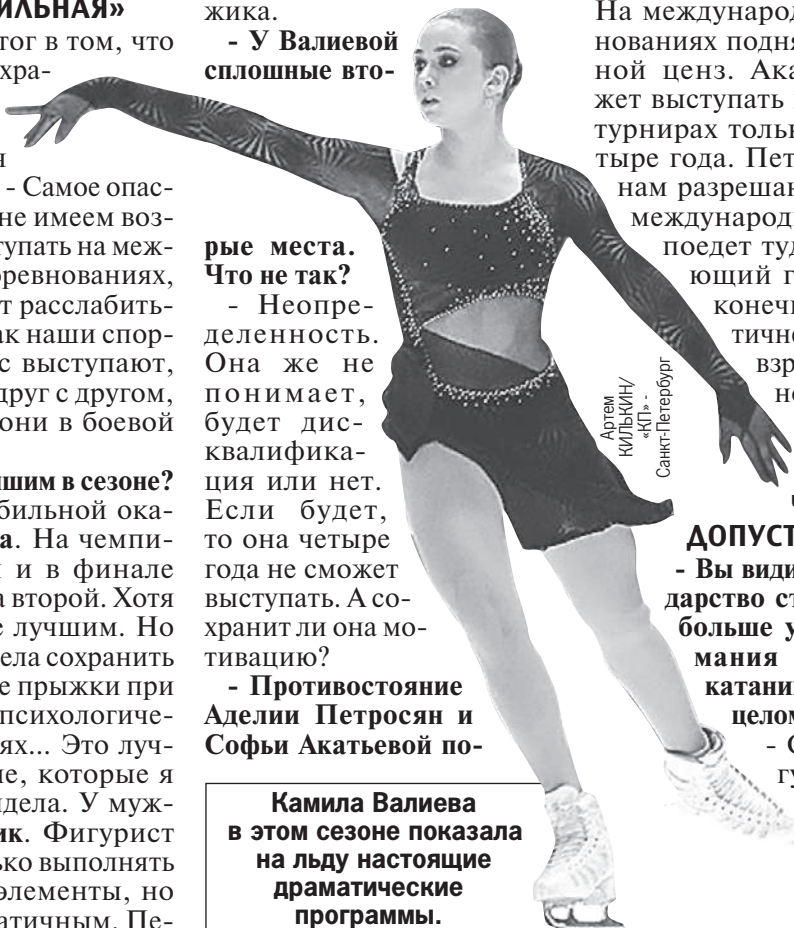 ИЛЬНАЯ»
тог в том, что
хра-
я
- Самое опас-
не имеем воз-
тупать на меж-
оревнованиях,
т расслабить-
ак наши спор-
с выступают,
друг с другом,
они в боевой
шим в сезоне?
бильной ока-
а. На чемпи-
и в финале
а второй. Хотя
е лучшим. Но
ела сохранить
е прыжки при
психологиче-
ях... Это луч-
ие, которые я
дела. У муж-
ик. Фигурист
ько выполнять
элементы, но
атичным. Пе-
жика.
- У Валиевой
сплошные вто-
рые места.
Что не так?
- Неопре-
деленность.
Она же не
понимает,
будет дис-
квалифика-
ция или нет.
Если будет,
то она четыре
года не сможет
выступать. А со-
хранит ли она мо-
тивацию?
- Противостояние
Аделии Петросян и
Софьи Акатьевой по-
Камила Валиева
в этом сезоне показала
на льду настоящие
драматические
программы.
Артем
КИЛЬКИН/
«КП» -
Санкт-Петербург
На международ
нованиях подня
ной ценз. Ака
жет выступать
турнирах только
тыре года. Пет
нам разрешаю
международ
поедет туд
ющий г
конечн
тично
взр
но
ДОПУСТ
- Вы види
дарство ст
больше у
мания
катани
целом
- С
гу